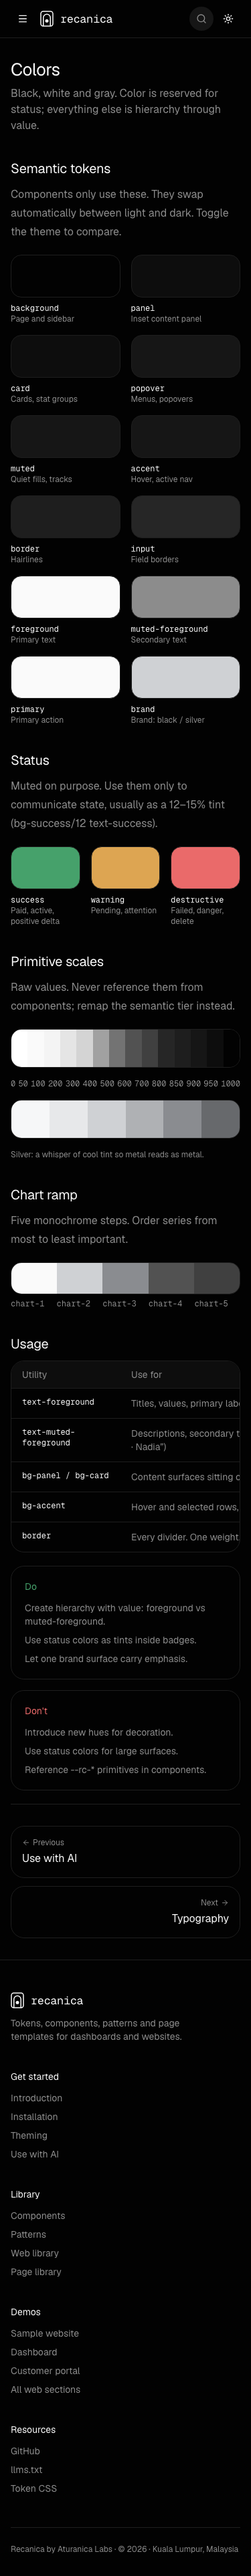 recanica
Colors
Black, white and gray. Color is reserved for
status; everything else is hierarchy through
value.
Semantic tokens
Components only use these. They swap
automatically between light and dark. Toggle
the theme to compare.
background
Page and sidebar
panel
Inset content panel
card
Cards, stat groups
popover
Menus, popovers
muted
Quiet fills, tracks
accent
Hover, active nav
border
Hairlines
input
Field borders
foreground
Primary text
muted-foreground
Secondary text
primary
Primary action
brand
Brand: black / silver
Status
Muted on purpose. Use them only to
communicate state, usually as a 12–15% tint
(bg-success/12 text-success).
success
Paid, active,
positive delta
warning
Pending, attention
destructive
Failed, danger,
delete
Primitive scales
Raw values. Never reference them from
components; remap the semantic tier instead.
0 50 100 200 300 400 500 600 700 800 850 900 950 1000
Silver: a whisper of cool tint so metal reads as metal.
Chart ramp
Five monochrome steps. Order series from
most to least important.
chart-1 chart-2 chart-3 chart-4 chart-5
Usage
Utility Use for
text-foreground Titles, values, primary labe
text-muted-
foreground
Descriptions, secondary t
· Nadia")
bg-panel / bg-card Content surfaces sitting o
bg-accent Hover and selected rows,
border Every divider. One weight
Do
Create hierarchy with value: foreground vs
muted-foreground.
Use status colors as tints inside badges.
Let one brand surface carry emphasis.
Don't
Introduce new hues for decoration.
Use status colors for large surfaces.
Reference --rc-* primitives in components.
← Previous
Use with AI
Next →
Typography
recanica
Tokens, components, patterns and page
templates for dashboards and websites.
Get started
Introduction
Installation
Theming
Use with AI
Library
Components
Patterns
Web library
Page library
Demos
Sample website
Dashboard
Customer portal
All web sections
Resources
GitHub
llms.txt
Token CSS
Recanica by Aturanica Labs · © 2026 · Kuala Lumpur, Malaysia